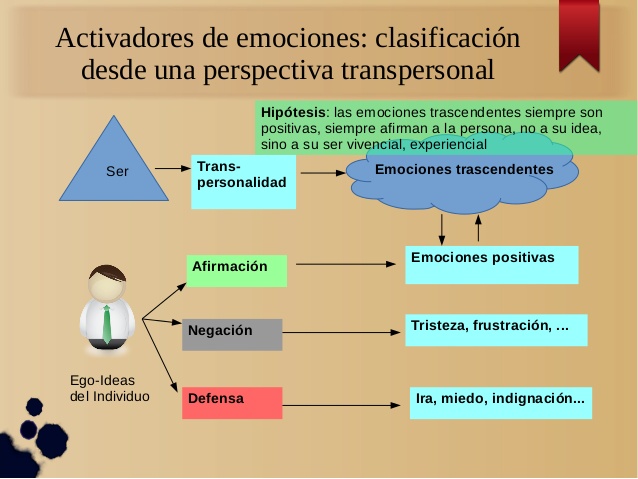 Activadores de emociones: clasificación
desde una perspectiva transpersonal
Hipótesis: las emociones trascendentes siempre son
positivas, siempre afirman a la persona, no a su idea,
sino a su ser vivencial, experiencial
Ser
Trans-
personalidad
Emociones trascendentes
Afirmación
Emociones positivas
Negación
Tristeza, frustración, ...
Ego-Ideas
del Individuo
Defensa
Ira, miedo, indignación...